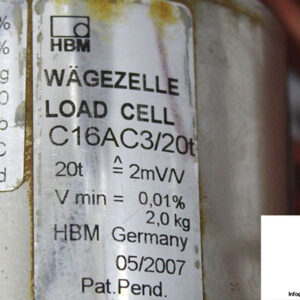 HBM
%
%
WÄGEZELLE
g
LOAD CELL
0
C16AC3/20t
20t ≙ 2mV/V
C
d
V min = 0,01%
2,0 kg
HBM Germany
05/2007
Pat.Pend.